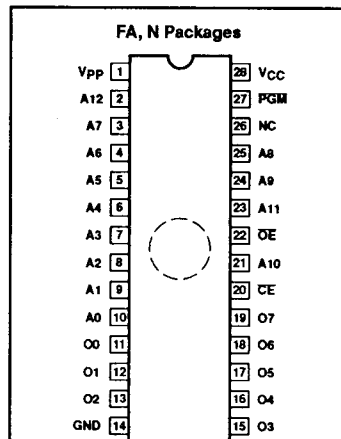 FA, N Packages
VPP 1 28 VCC
A12 2 27 PGM
A7 3 26 NC
A6 4 25 A8
A5 5 24 A9
A4 6 23 A11
A3 7 22 OE
A2 8 21 A10
A1 9 20 CE
A0 10 19 O7
O0 11 18 O6
O1 12 17 O5
O2 13 16 O4
GND 14 15 O3